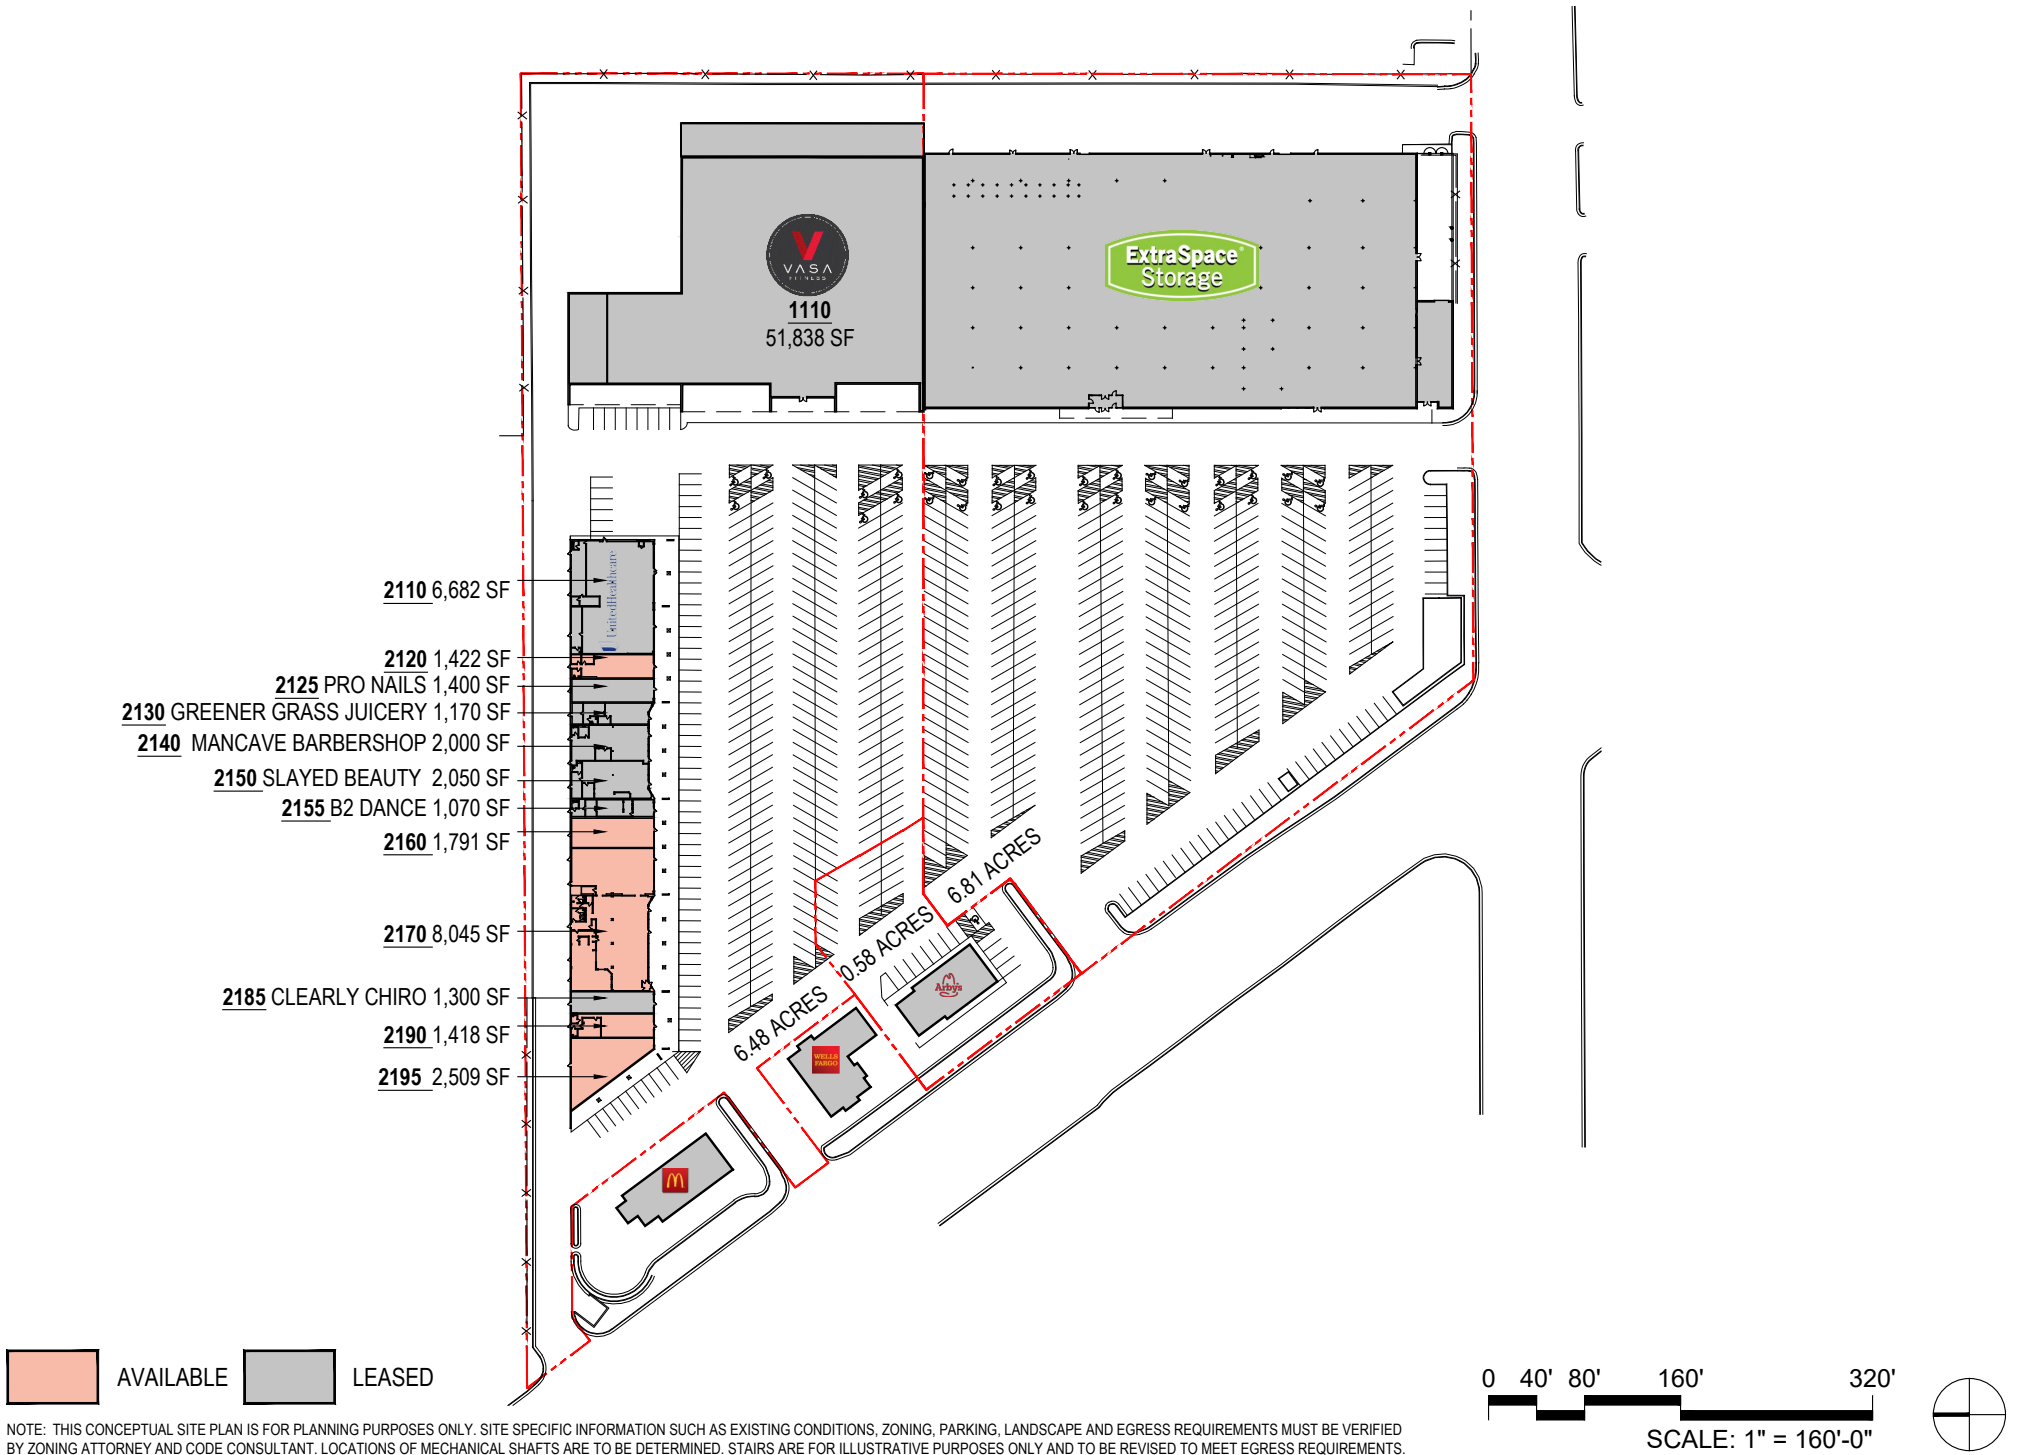 VASA
FITNESS
1110
51,838 SF
ExtraSpace®
Storage
UnitedHealthcare
2110 6,682 SF
2120 1,422 SF
2125 PRO NAILS 1,400 SF
2130 GREENER GRASS JUICERY 1,170 SF
2140 MANCAVE BARBERSHOP 2,000 SF
2150 SLAYED BEAUTY 2,050 SF
2155 B2 DANCE 1,070 SF
2160 1,791 SF
2170 8,045 SF
2185 CLEARLY CHIRO 1,300 SF
2190 1,418 SF
2195 2,509 SF
6.81 ACRES
0.58 ACRES
6.48 ACRES
Arby's
WELLS
FARGO
AVAILABLE
LEASED
0 40' 80' 160' 320'
SCALE: 1" = 160'-0"
NOTE: THIS CONCEPTUAL SITE PLAN IS FOR PLANNING PURPOSES ONLY. SITE SPECIFIC INFORMATION SUCH AS EXISTING CONDITIONS, ZONING, PARKING, LANDSCAPE AND EGRESS REQUIREMENTS MUST BE VERIFIED
BY ZONING ATTORNEY AND CODE CONSULTANT. LOCATIONS OF MECHANICAL SHAFTS ARE TO BE DETERMINED. STAIRS ARE FOR ILLUSTRATIVE PURPOSES ONLY AND TO BE REVISED TO MEET EGRESS REQUIREMENTS.